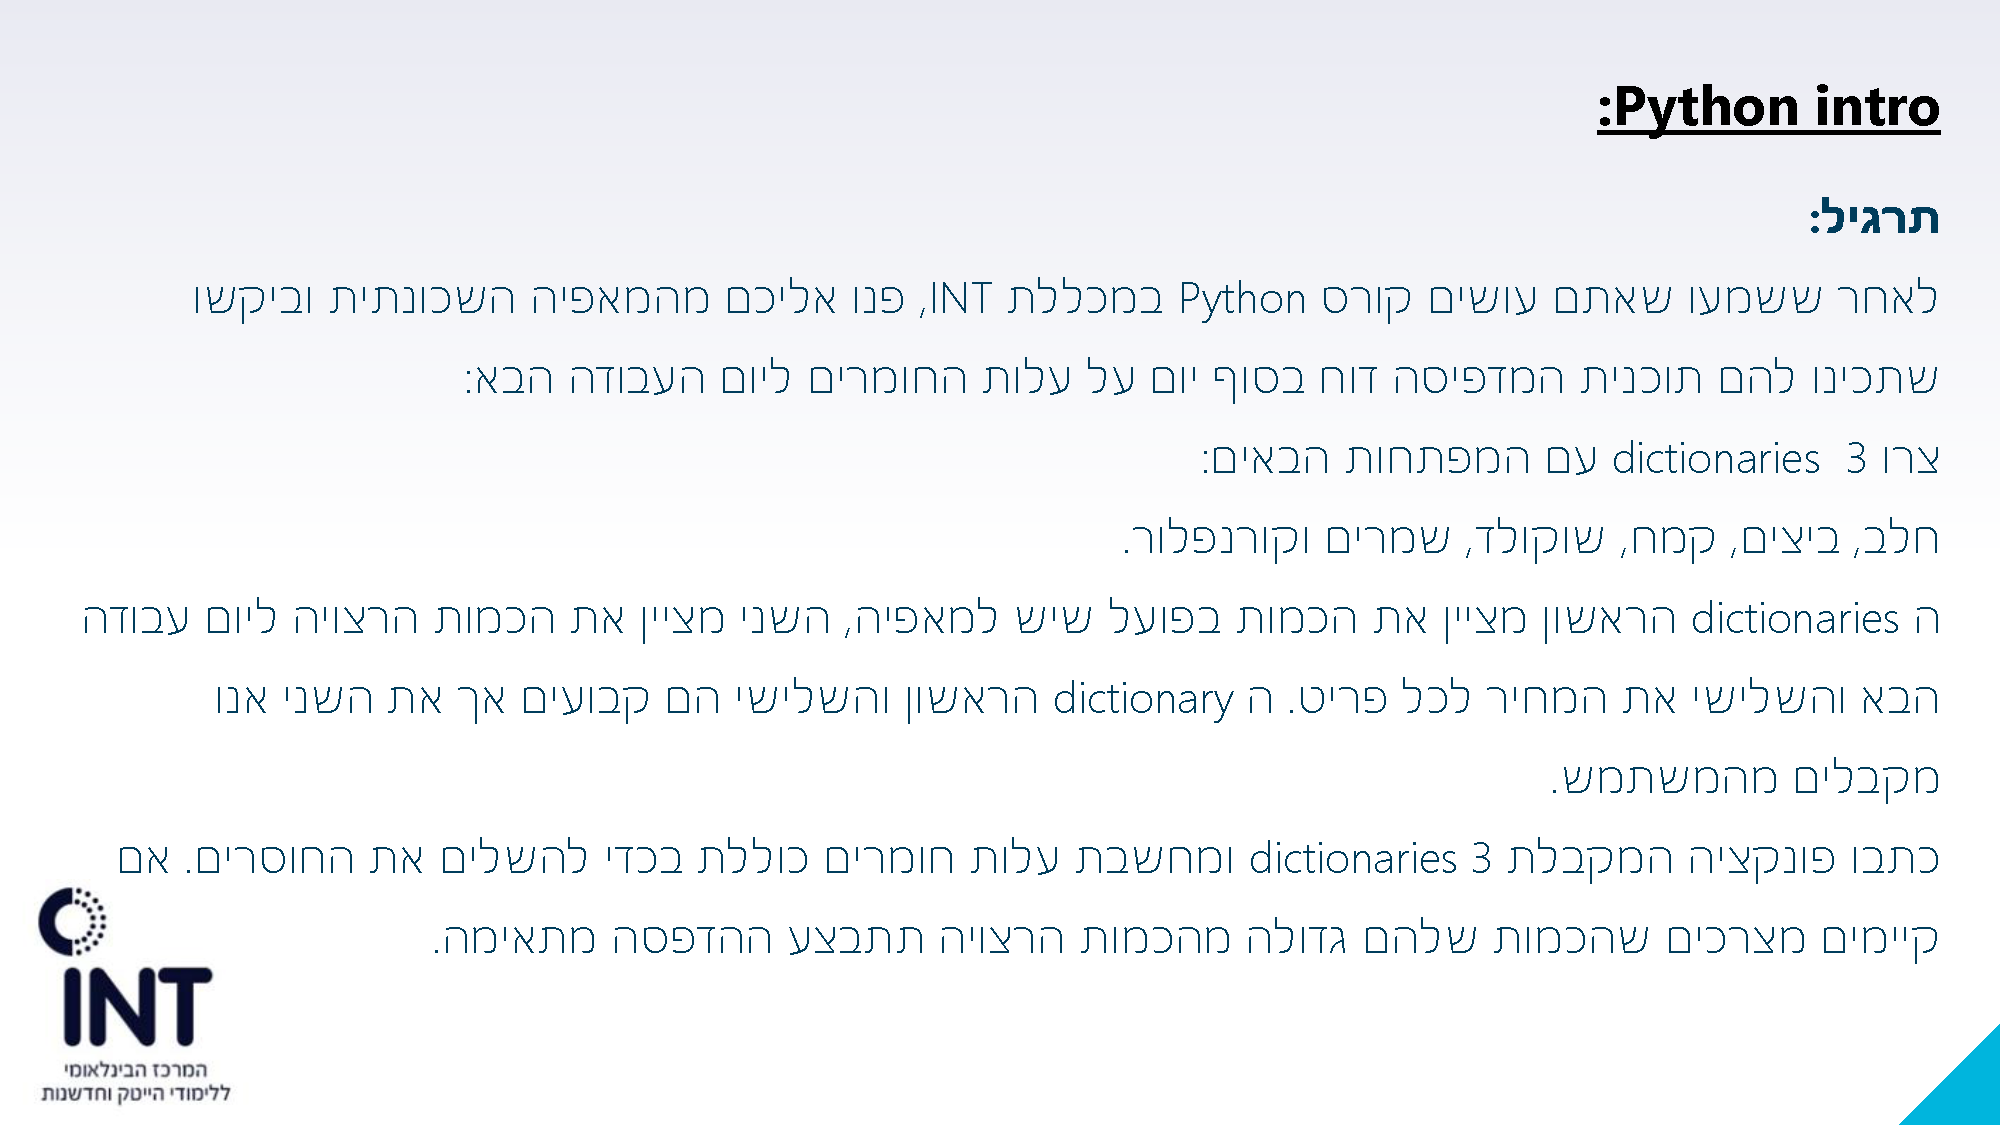 Python intro:
תרגיל:
לאחר ששמעו שאתם עושים קורס Python במכללת INT, פנו אליכם מהמאפיה השכונתית וביקשו
שתכינו להם תוכנית המדפיסה דוח בסוף יום על עלות החומרים ליום העבודה הבא:
צרו 3 dictionaries עם המפתחות הבאים:
חלב, ביצים, קמח, שוקולד, שמרים וקורנפלור.
ה dictionaries הראשון מציין את הכמות בפועל שיש למאפיה, השני מציין את הכמות הרצויה ליום עבודה
הבא והשלישי את המחיר לכל פריט. ה dictionary הראשון והשלישי הם קבועים אך את השני אנו
מקבלים מהמשתמש.
כתבו פונקציה המקבלת 3 dictionaries ומחשבת עלות חומרים כוללת בכדי להשלים את החוסרים. אם
קיימים מצרכים שהכמות שלהם גדולה מהכמות הרצויה תתבצע ההדפסה מתאימה.
INT
המרכז הבינלאומי
ללימודי הייטק וחדשנות